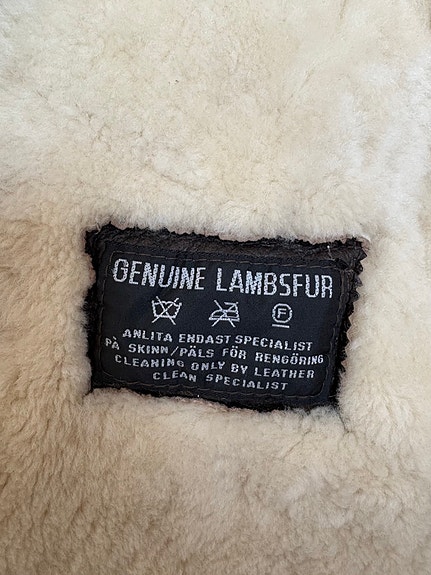 GENUINE LAMBSFUR
F
ANLITA ENDAST SPECIALIST
PÅ SKINN/PÄLS FÖR RENGÖRING
CLEANING ONLY BY LEATHER
CLEAN SPECIALIST